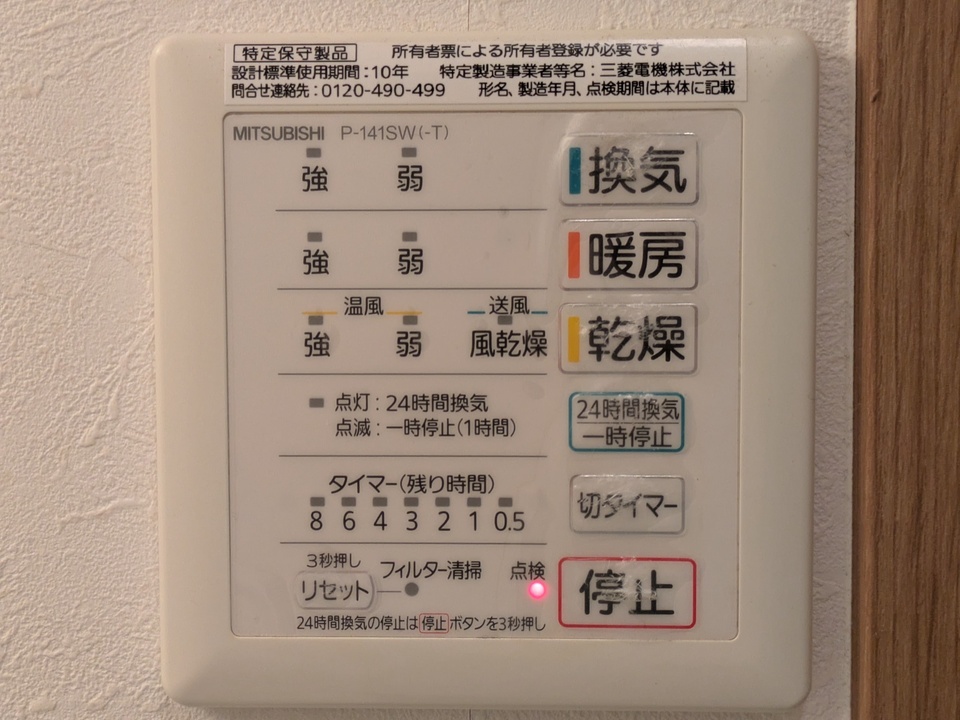 特定保守製品 所有者票による所有者登録が必要です
設計標準使用期間：10年 特定製造事業者等名：三菱電機株式会社
問合せ連絡先：0120-490-499 形名、製造年月、点検期間は本体に記載
MITSUBISHI P-141SW(-T)
強 弱 換気
強 弱 暖房
温風 送風
強 弱 風乾燥 乾燥
点灯：24時間換気
点滅：一時停止(1時間)
24時間換気
一時停止
タイマー(残り時間)
8 6 4 3 2 1 0.5
切タイマー
3秒押し
リセット フィルター清掃 点検
停止
24時間換気の停止は停止ボタンを3秒押し